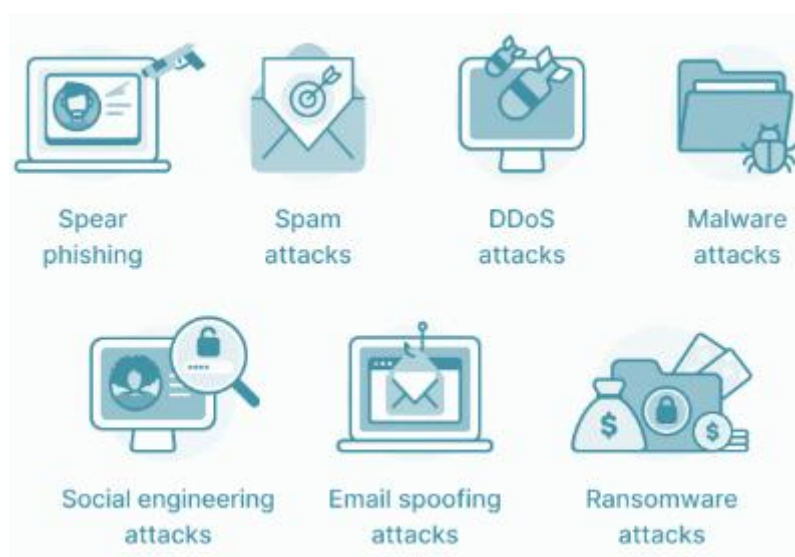 Spear
phishing
Spam
attacks
DDoS
attacks
Malware
attacks
$
$
Social engineering
attacks
Email spoofing
attacks
Ransomware
attacks